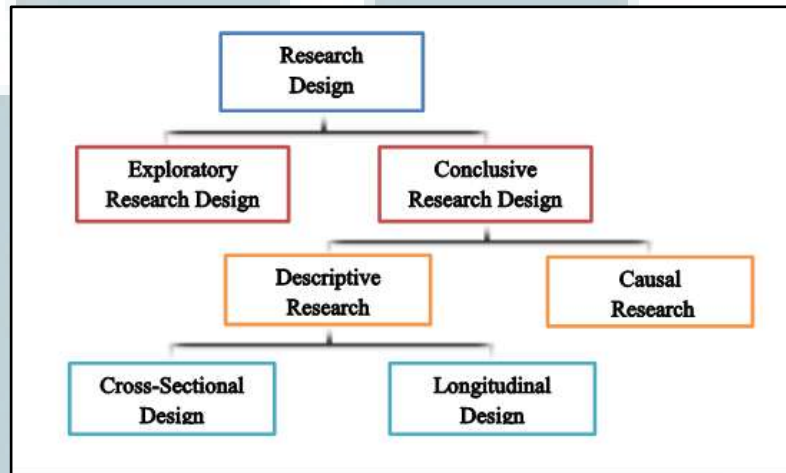 Research
Design
Exploratory
Research Design
Conclusive
Research Design
Descriptive
Research
Causal
Research
Cross-Sectional
Design
Longitudinal
Design